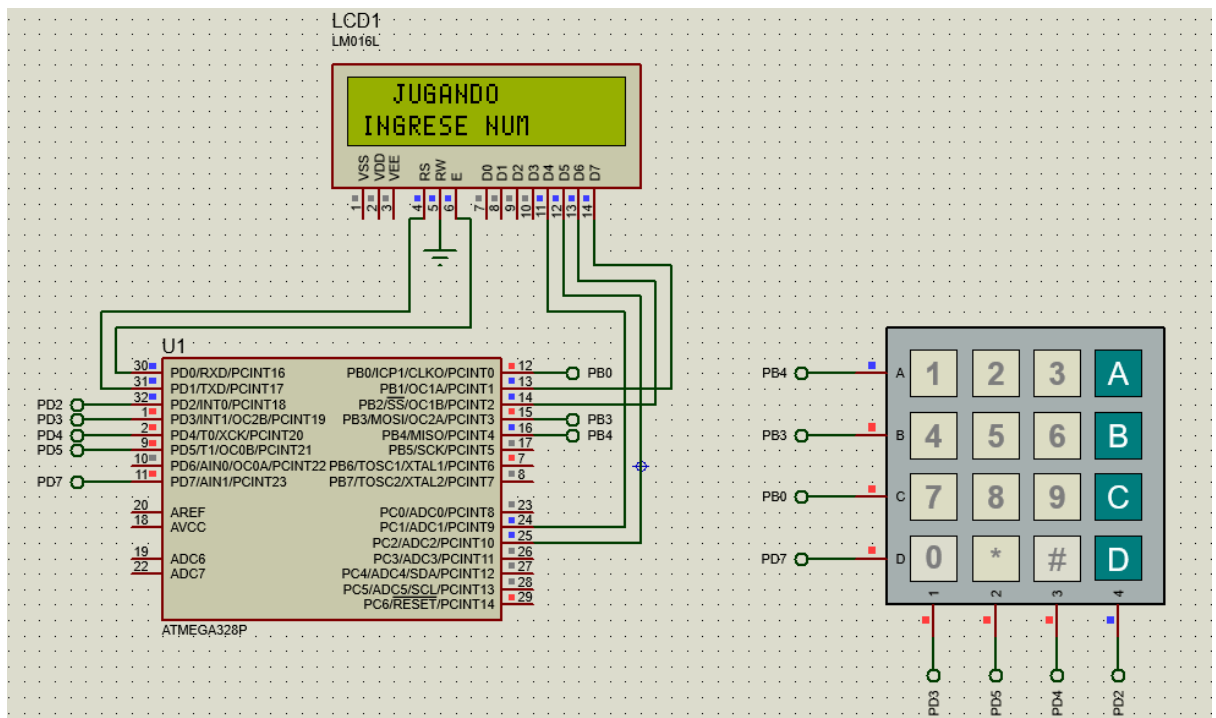 LCD1
LM016L
JUGANDO
INGRESE NUM
VSS
VDD
VEE
RS
RW
E
D0
D1
D2
D3
D4
D5
D6
D7
1
2
3
4
5
6
7
8
9
10
11
12
13
14
U1
30 PD0/RXD/PCINT16
31 PD1/TXD/PCINT17
PD2 32 PD2/INT0/PCINT18
PD3 1 PD3/INT1/OC2B/PCINT19
PD4 2 PD4/T0/XCK/PCINT20
PD5 9 PD5/T1/OC0B/PCINT21
10 PD6/AIN0/OC0A/PCINT22
PD7 11 PD7/AIN1/PCINT23
20 AREF
18 AVCC
19 ADC6
22 ADC7
PB0/ICP1/CLKO/PCINT0 12 PB0
PB1/OC1A/PCINT1 13
PB2/SS/OC1B/PCINT2 14
PB3/MOSI/OC2A/PCINT3 15 PB3
PB4/MISO/PCINT4 16 PB4
PB5/SCK/PCINT5 17
PB6/TOSC1/XTAL1/PCINT6 7
PB7/TOSC2/XTAL2/PCINT7 8
PC0/ADC0/PCINT8 23
PC1/ADC1/PCINT9 24
PC2/ADC2/PCINT10 25
PC3/ADC3/PCINT11 26
PC4/ADC4/SDA/PCINT12 27
PC5/ADC5/SCL/PCINT13 28
PC6/RESET/PCINT14 29
ATMEGA328P
PB4 A 1 2 3 A
PB3 B 4 5 6 B
PB0 C 7 8 9 C
PD7 D 0 * # D
1 2 3 4
PD3
PD5
PD4
PD2